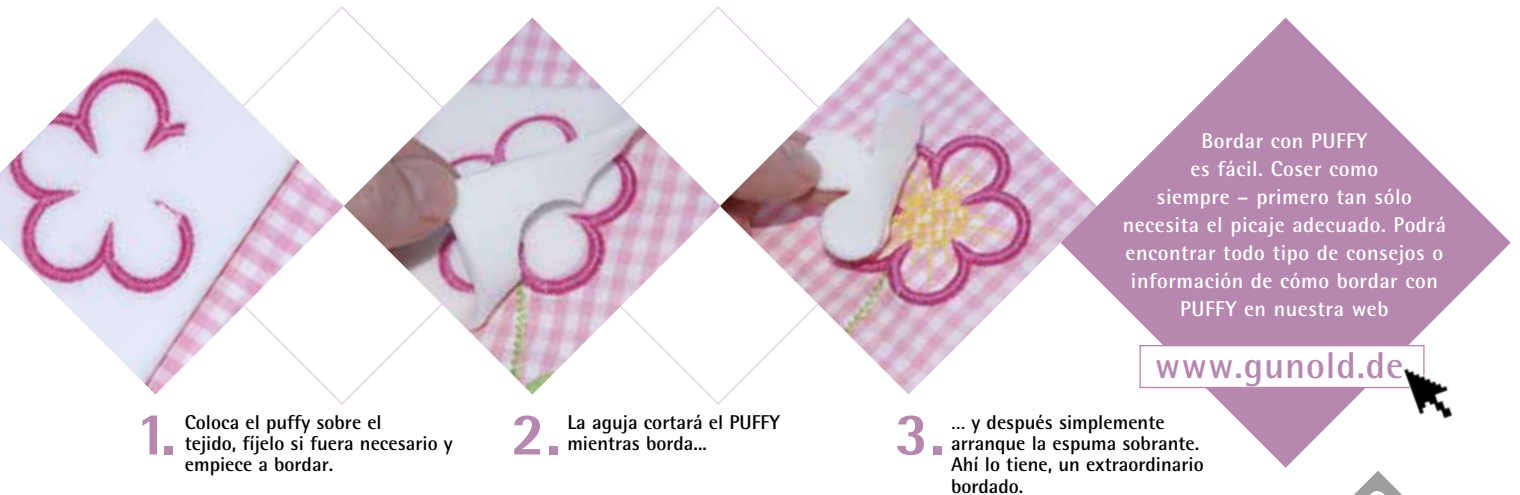 Bordar con PUFFY
es fácil. Coser como
siempre – primero tan sólo
necesita el picaje adecuado. Podrá
encontrar todo tipo de consejos o
información de cómo bordar con
PUFFY en nuestra web
www.gunold.de
1. Coloca el puffy sobre el
tejido, fíjelo si fuera necesario y
empiece a bordar.
2. La aguja cortará el PUFFY
mientras borda...
3. ... y después simplemente
arranque la espuma sobrante.
Ahí lo tiene, un extraordinario
bordado.